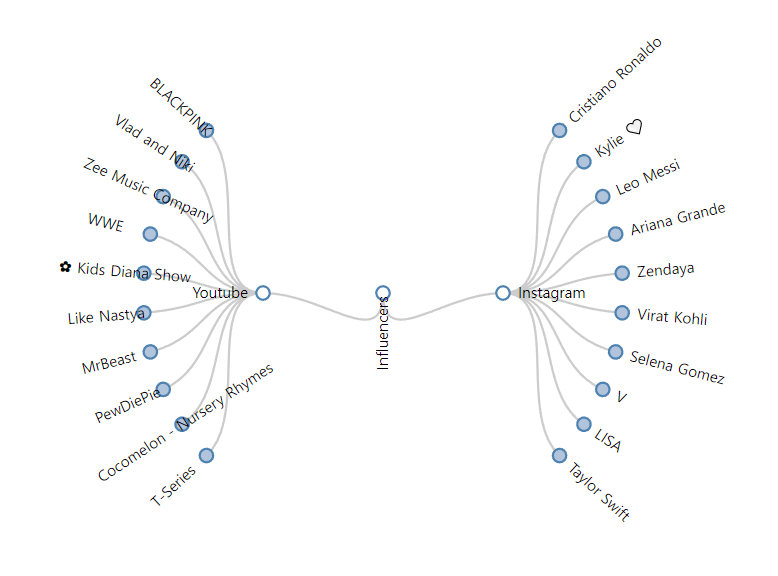 BLACKPINK
Vlad and Niki
Zee Music Company
WWE
✿ Kids Diana Show
Like Nastya
MrBeast
PewDiePie
Cocomelon - Nursery Rhymes
T-Series
Youtube
Influencers
Instagram
Cristiano Ronaldo
Kylie 🤍
Leo Messi
Ariana Grande
Zendaya
Virat Kohli
Selena Gomez
V
LISA
Taylor Swift